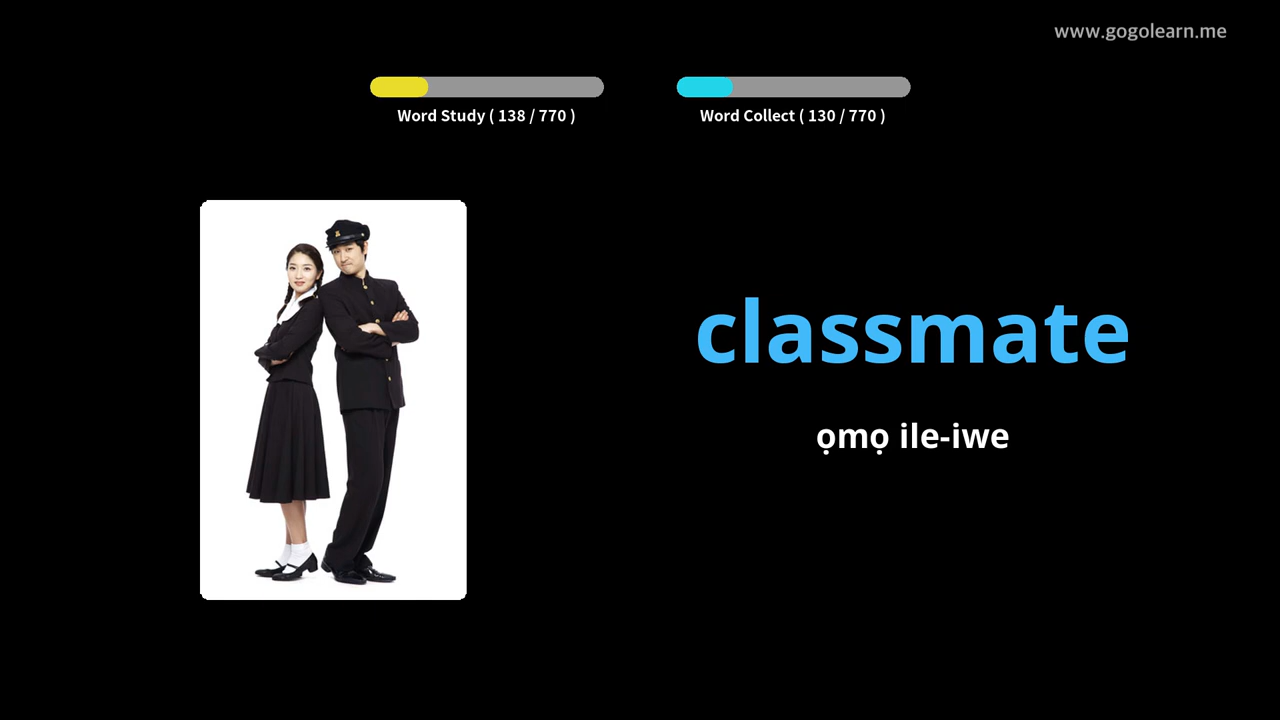 www.gogolearn.me
Word Study ( 138 / 770 )
Word Collect ( 130 / 770 )
classmate
ọmọ ile-iwe